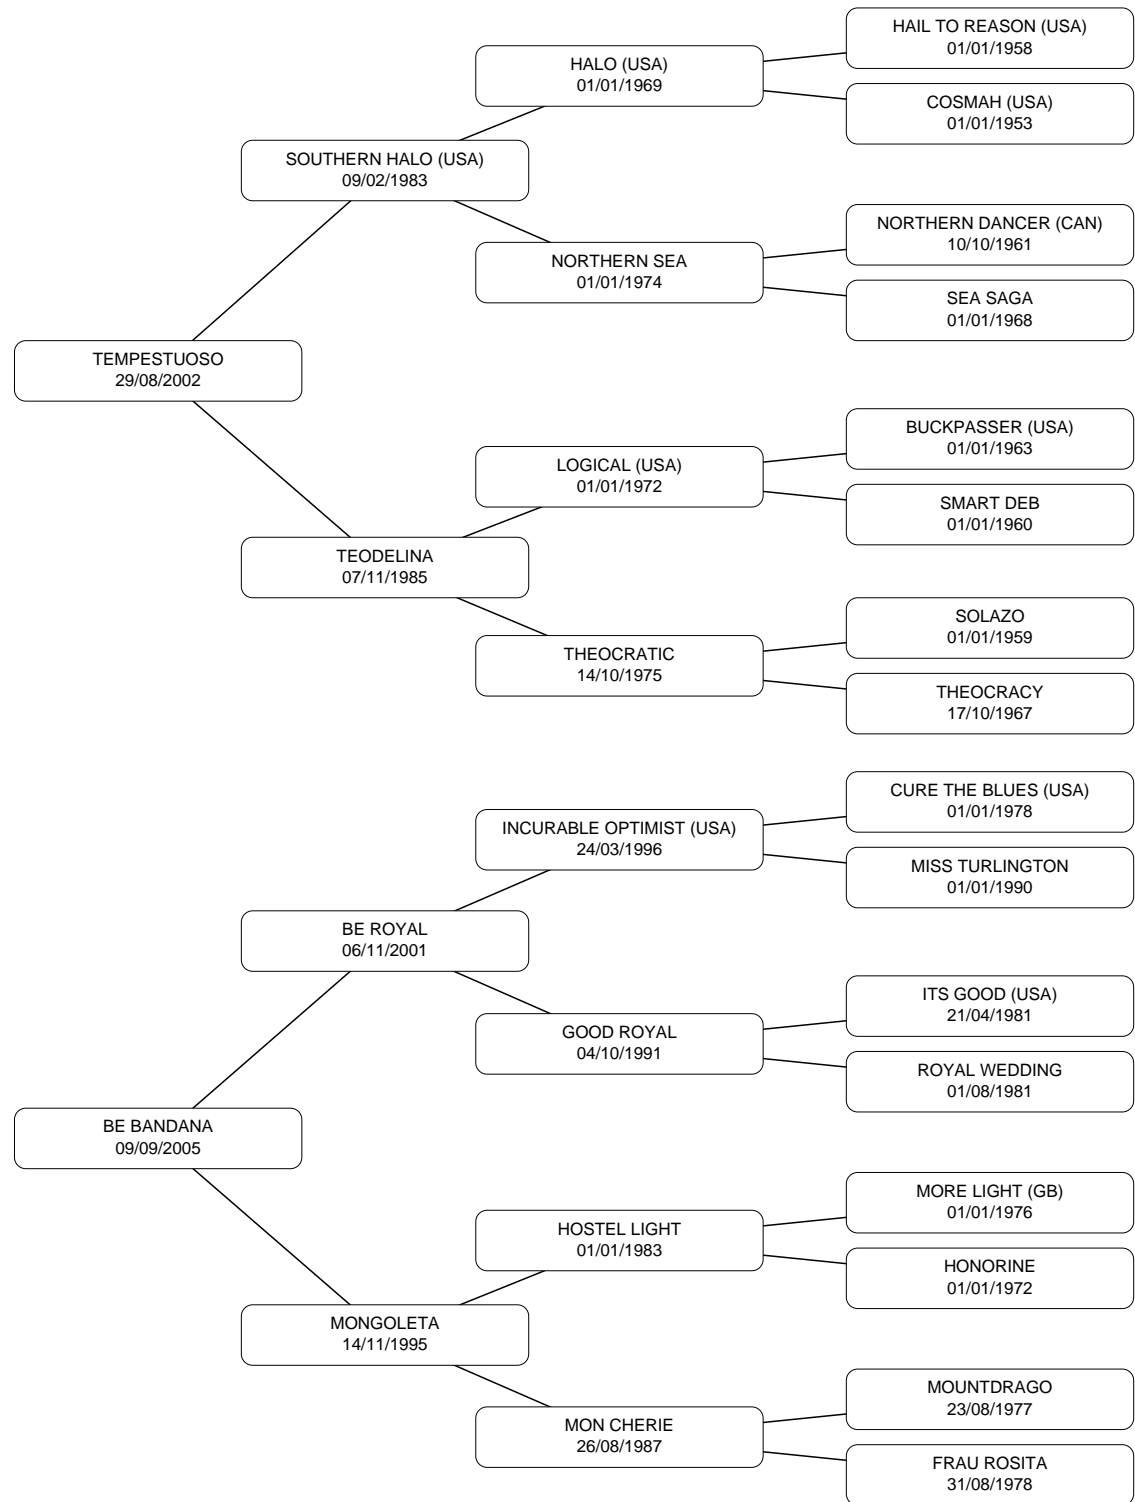 HAIL TO REASON (USA)
01/01/1958
HALO (USA)
01/01/1969
COSMAH (USA)
01/01/1953
SOUTHERN HALO (USA)
09/02/1983
NORTHERN DANCER (CAN)
10/10/1961
NORTHERN SEA
01/01/1974
SEA SAGA
01/01/1968
TEMPESTUOSO
29/08/2002
BUCKPASSER (USA)
01/01/1963
LOGICAL (USA)
01/01/1972
SMART DEB
01/01/1960
TEODELINA
07/11/1985
SOLAZO
01/01/1959
THEOCRATIC
14/10/1975
THEOCRACY
17/10/1967
CURE THE BLUES (USA)
01/01/1978
INCURABLE OPTIMIST (USA)
24/03/1996
MISS TURLINGTON
01/01/1990
BE ROYAL
06/11/2001
ITS GOOD (USA)
21/04/1981
GOOD ROYAL
04/10/1991
ROYAL WEDDING
01/08/1981
BE BANDANA
09/09/2005
MORE LIGHT (GB)
01/01/1976
HOSTEL LIGHT
01/01/1983
HONORINE
01/01/1972
MONGOLETA
14/11/1995
MOUNTDRAGO
23/08/1977
MON CHERIE
26/08/1987
FRAU ROSITA
31/08/1978